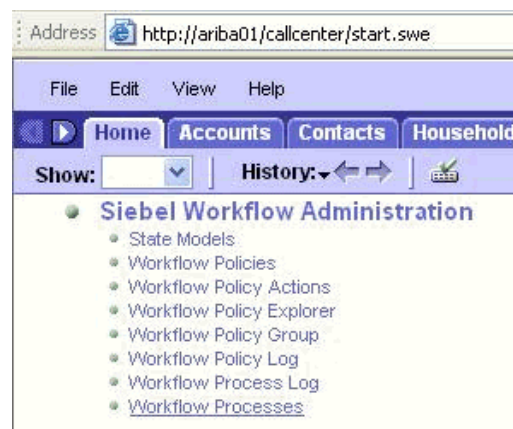 Address http://ariba01/callcenter/start.swe
File Edit View Help
Home Accounts Contacts Household
Show: History:
Siebel Workflow Administration
State Models
Workflow Policies
Workflow Policy Actions
Workflow Policy Explorer
Workflow Policy Group
Workflow Policy Log
Workflow Process Log
Workflow Processes